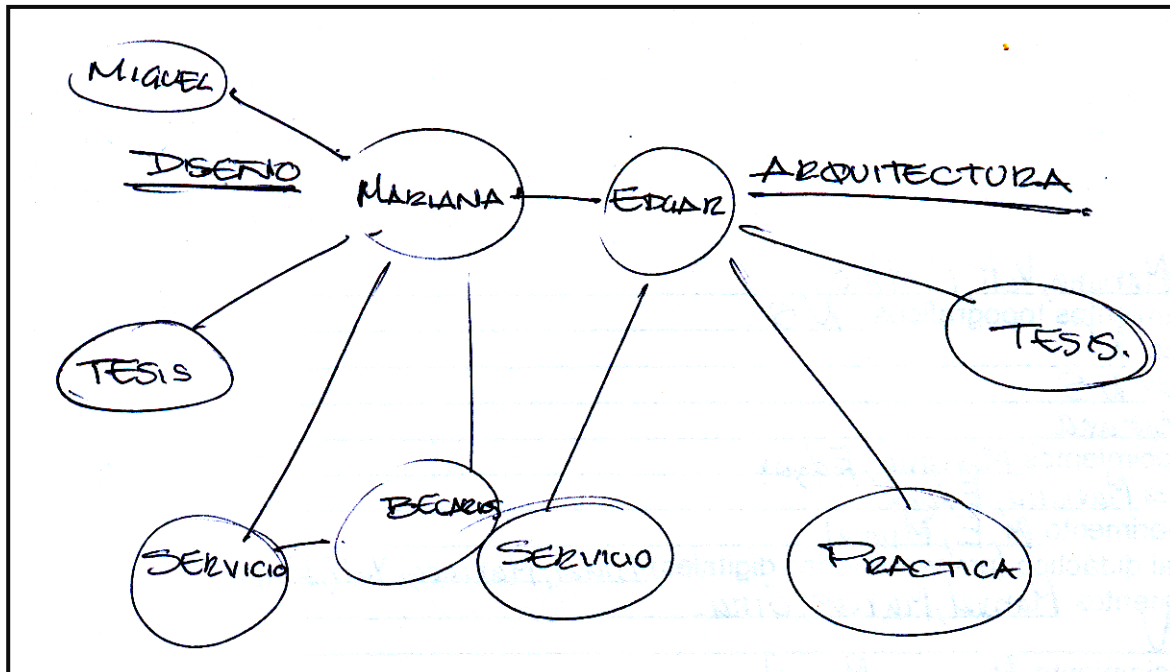 MIGUEL
DISEÑO
MARIANA
EDGAR
ARQUITECTURA
TESIS
TESIS.
BECARIOS
SERVICIO
SERVICIO
PRACTICA